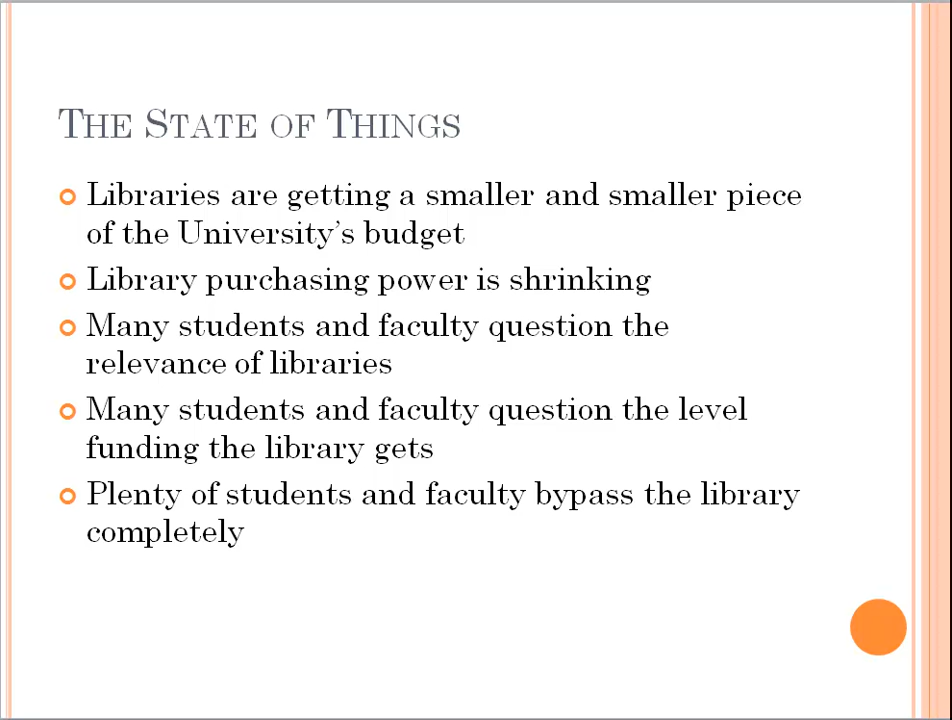 The State of Things
Libraries are getting a smaller and smaller piece
of the University's budget
Library purchasing power is shrinking
Many students and faculty question the
relevance of libraries
Many students and faculty question the level
funding the library gets
Plenty of students and faculty bypass the library
completely